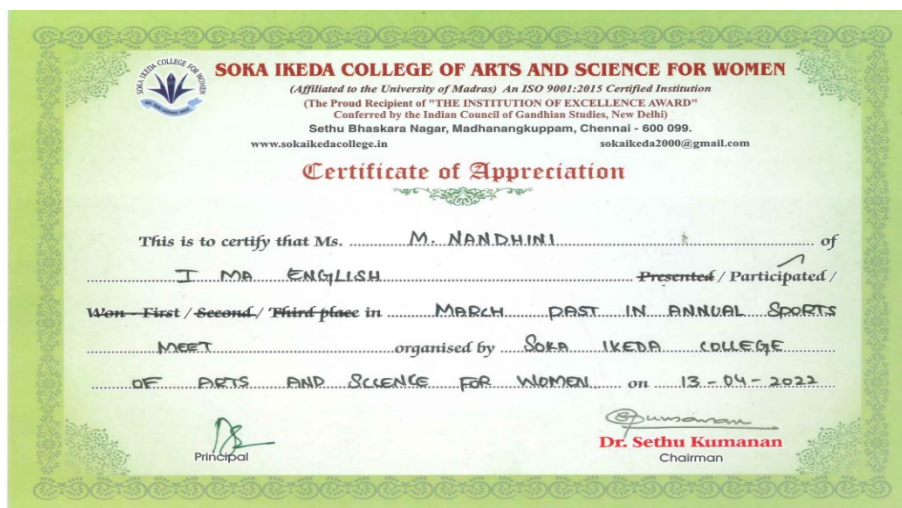 SOKA IKEDA COLLEGE OF ARTS AND SCIENCE FOR WOMEN
(Affiliated to the University of Madras) An ISO 9001:2015 Certified Institution
(The Proud Recipient of "THE INSTITUTION OF EXCELLENCE AWARD"
Conferred by the Indian Council of Gandhian Studies, New Delhi)
Sethu Bhaskara Nagar, Madhanangkuppam, Chennai - 600 099.
www.sokaikedacollege.in sokaikeda2000@gmail.com
Certificate of Appreciation
This is to certify that Ms. M. NANDHINI of
I MA ENGLISH Presented / Participated /
Won - First / Second / Third place in MARCH PAST IN ANNUAL SPORTS
MEET organised by SOKA IKEDA COLLEGE
OF ARTS AND SCIENCE FOR WOMEN on 13-04-2022
Principal
Dr. Sethu Kumanan
Chairman